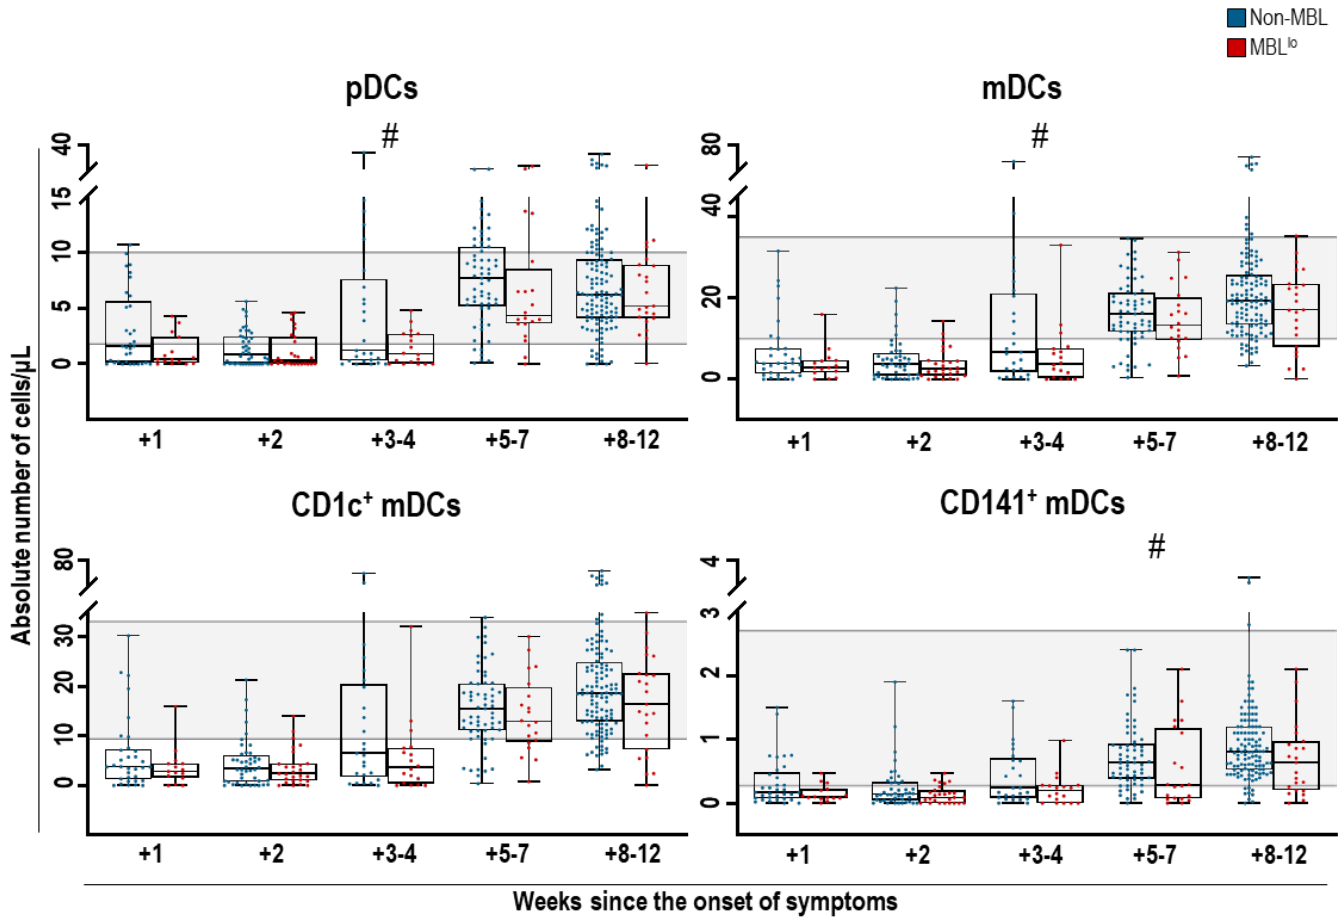 Non-MBL
MBLlo
pDCs
mDCs
#
#
40
15
10
5
0
80
40
20
0
+1 +2 +3-4 +5-7 +8-12
+1 +2 +3-4 +5-7 +8-12
CD1c+ mDCs
CD141+ mDCs
#
80
30
20
10
0
4
3
2
1
0
+1 +2 +3-4 +5-7 +8-12
+1 +2 +3-4 +5-7 +8-12
Absolute number of cells/µL
Weeks since the onset of symptoms